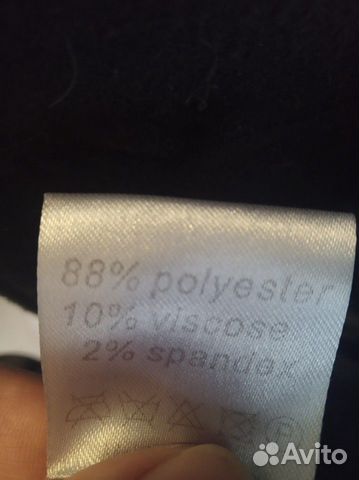 88% polyester
10% viscose
2% spandex
Avito